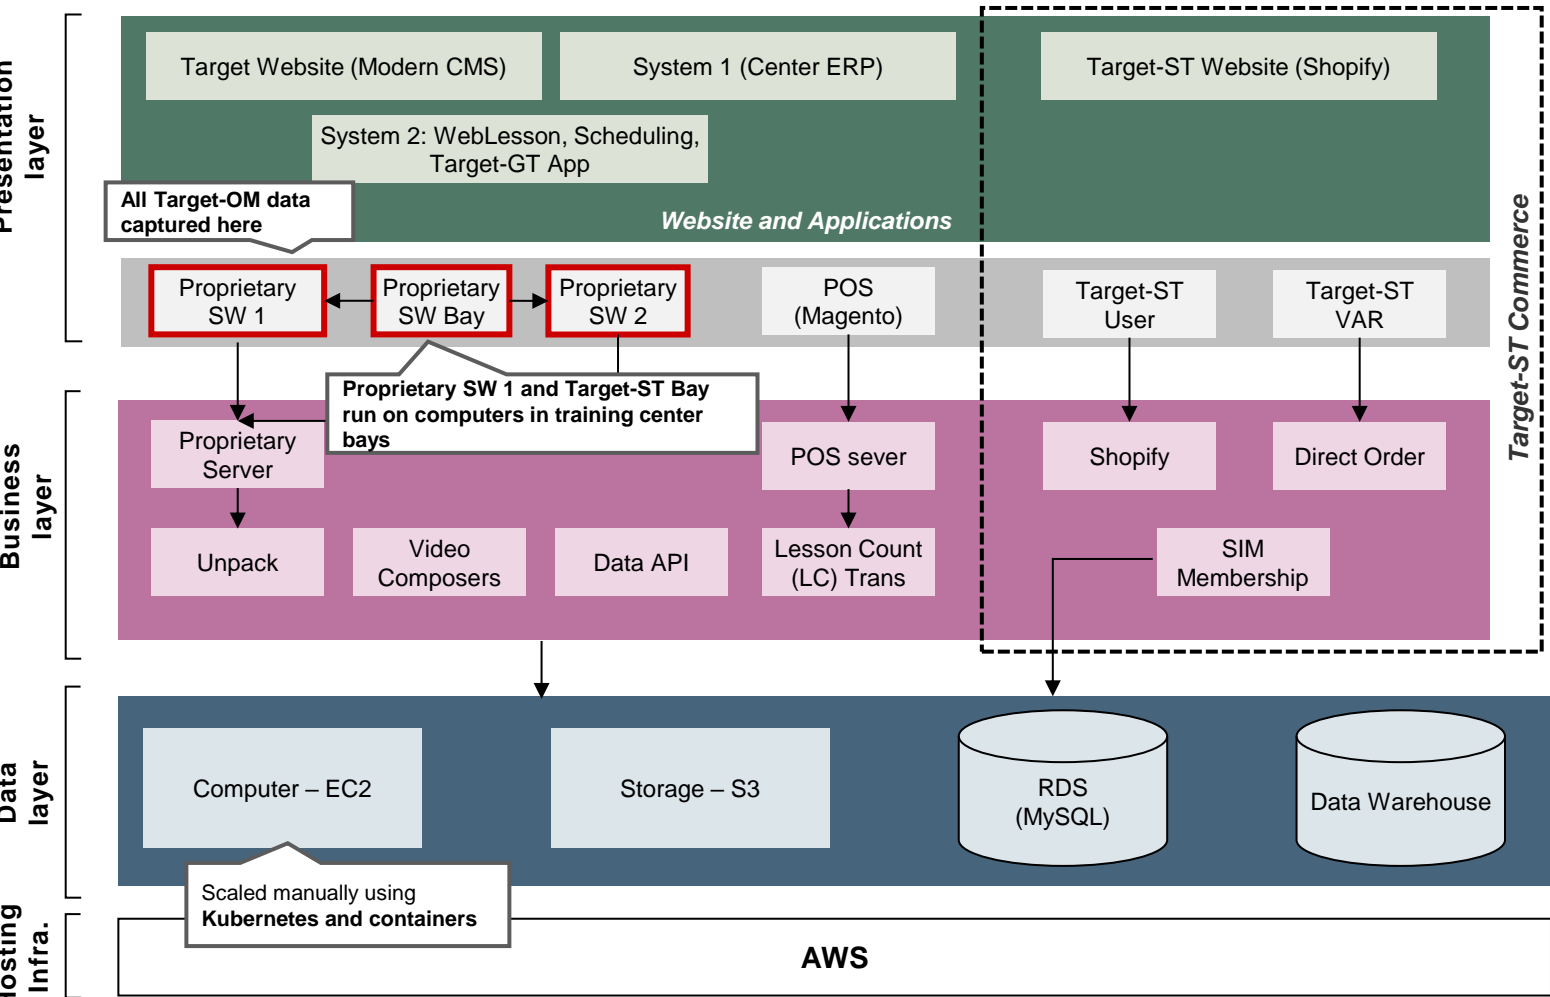 Presentation
layer
Target Website (Modern CMS)
System 1 (Center ERP)
Target-ST Website (Shopify)
System 2: WebLesson, Scheduling,
Target-GT App
All Target-OM data
captured here
Website and Applications
Target-ST Commerce
Proprietary
SW 1
Proprietary
SW Bay
Proprietary
SW 2
POS
(Magento)
Target-ST
User
Target-ST
VAR
Proprietary SW 1 and Target-ST Bay
run on computers in training center
bays
Business
layer
Proprietary
Server
POS sever
Shopify
Direct Order
Unpack
Video
Composers
Data API
Lesson Count
(LC) Trans
SIM
Membership
Data
layer
Computer – EC2
Storage – S3
RDS
(MySQL)
Data Warehouse
Scaled manually using
Kubernetes and containers
Hosting
Infra.
AWS